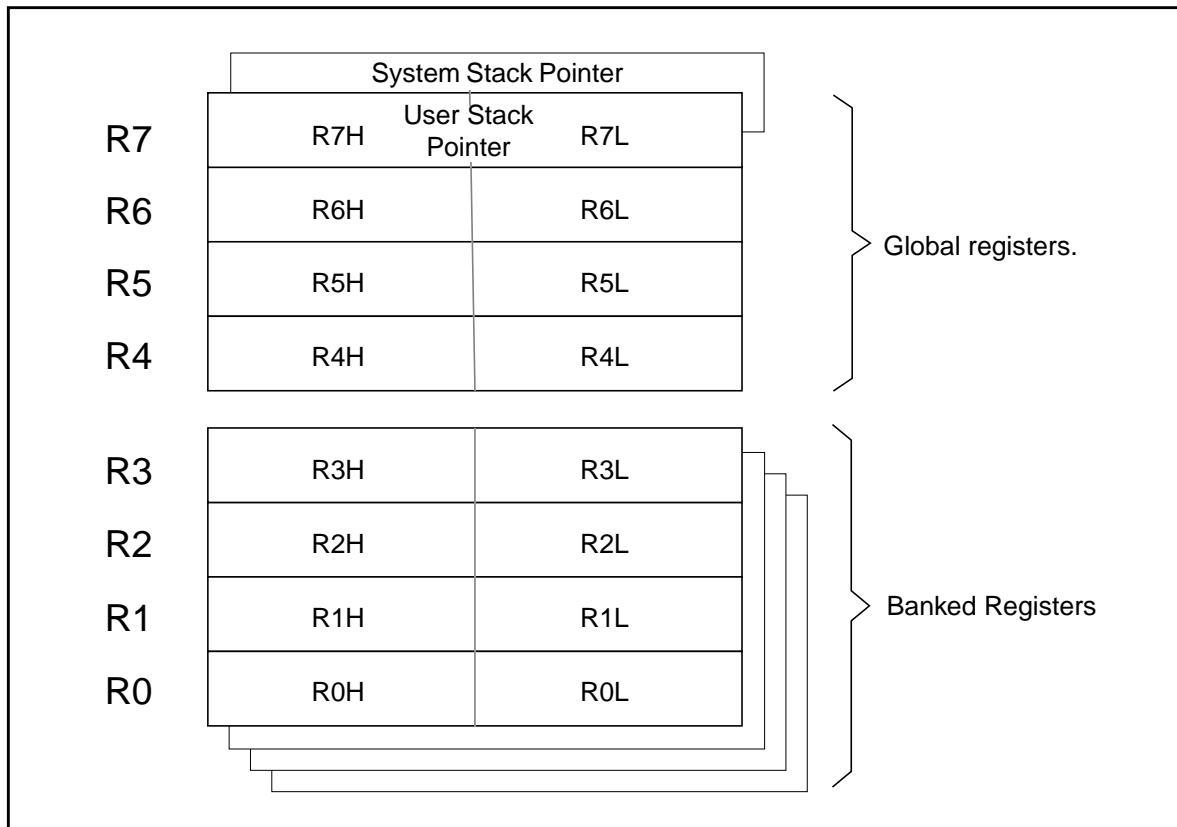 System Stack Pointer
R7 R7H User Stack R7L
Pointer
R6 R6H R6L
Global registers.
R5 R5H R5L
R4 R4H R4L
R3 R3H R3L
R2 R2H R2L
Banked Registers
R1 R1H R1L
R0 R0H R0L